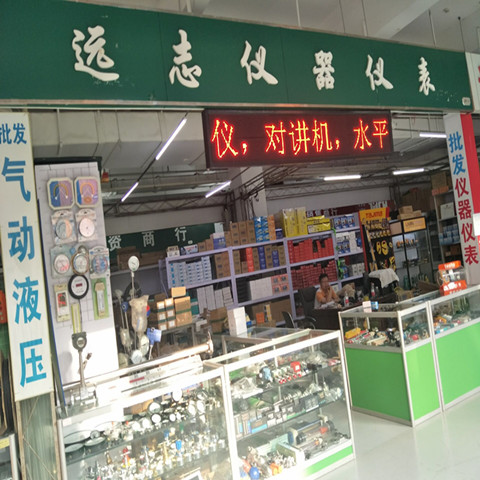 远志仪器仪表
仪，对讲机，水平
批发
气动液压
批发仪器仪表
资商行